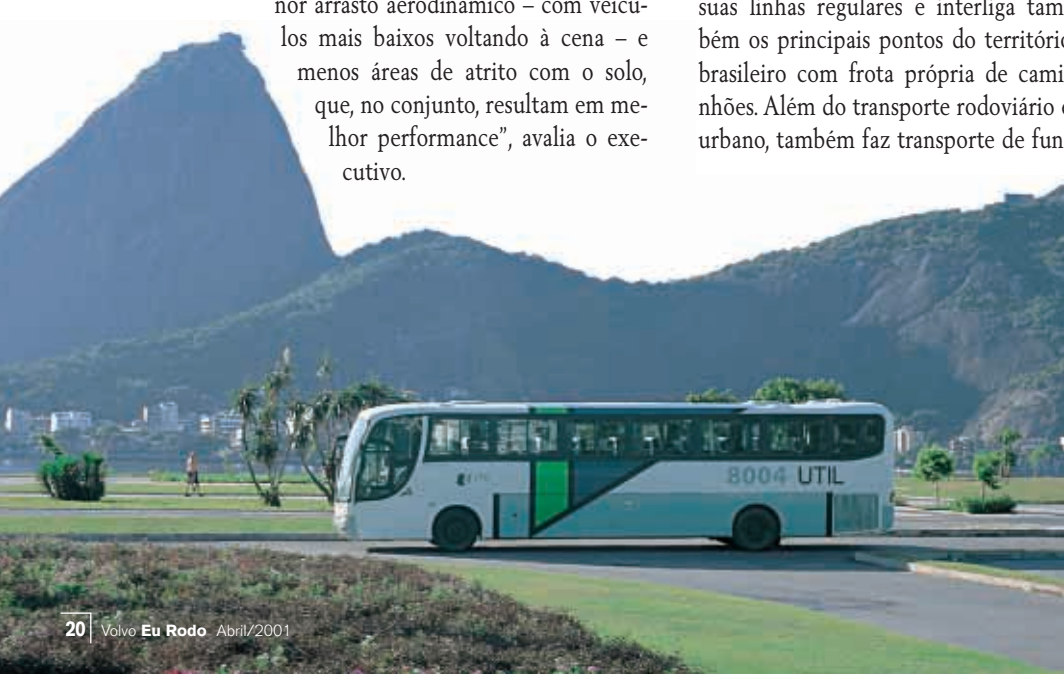 nor arrasto aerodinâmico – com veícu-
los mais baixos voltando à cena – e
menos áreas de atrito com o solo,
que, no conjunto, resultam em me-
lhor performance”, avalia o exe-
cutivo.
suas linhas regulares e interliga tam
bém os principais pontos do território
brasileiro com frota própria de cami
nhões. Além do transporte rodoviário e
urbano, também faz transporte de fun
8004 UTIL
20 Volvo Eu Rodo Abril/2001